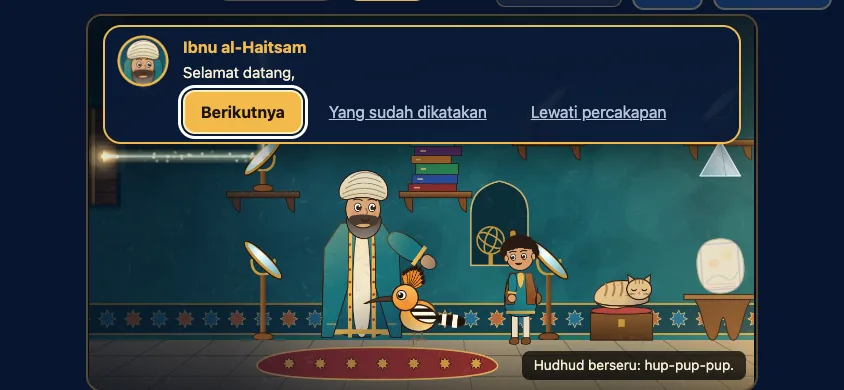 Ibnu al-Haitsam
Selamat datang,
Berikutnya
Yang sudah dikatakan
Lewati percakapan
Hudhud berseru: hup-pup-pup.